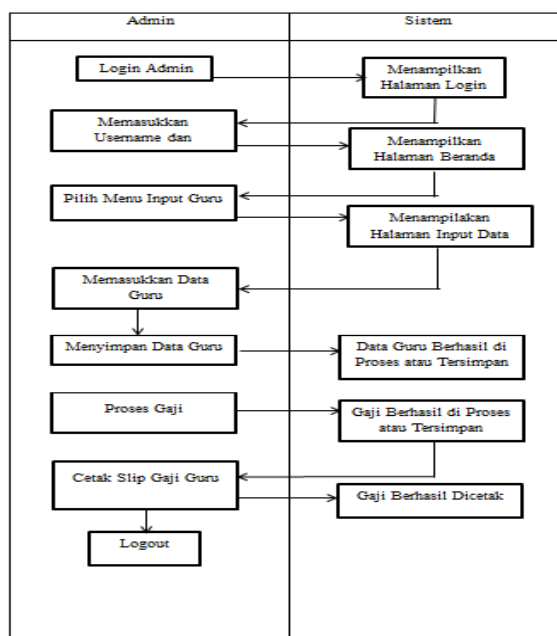 Admin
Sistem
Login Admin
Menampilkan
Halaman Login
Memasukkan
Username dan
Menampilkan
Halaman Beranda
Pilih Menu Input Guru
Menampilakan
Halaman Input Data
Memasukkan Data
Guru
Menyimpan Data Guru
Data Guru Berhasil di
Proses atau Tersimpan
Proses Gaji
Gaji Berhasil di Proses
atau Tersimpan
Cetak Slip Gaji Guru
Gaji Berhasil Dicetak
Logout